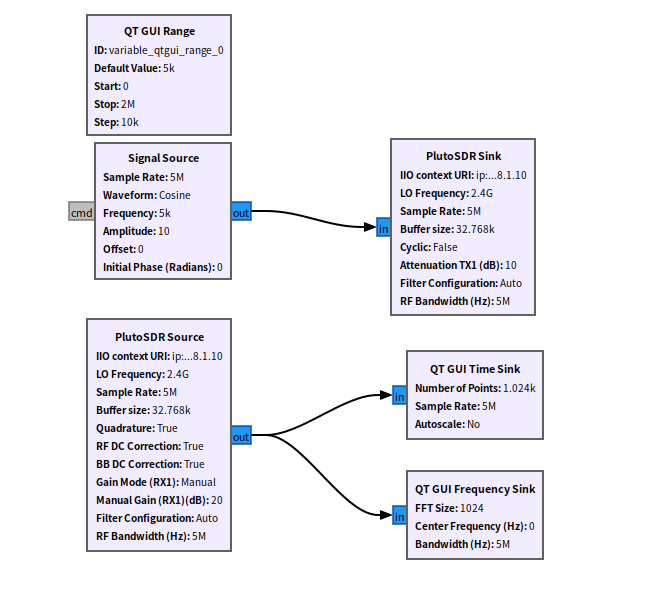 QT GUI Range
ID: variable_qtgui_range_0
Default Value: 5k
Start: 0
Stop: 2M
Step: 10k
Signal Source
Sample Rate: 5M
Waveform: Cosine
Frequency: 5k
Amplitude: 10
Offset: 0
Initial Phase (Radians): 0
cmd
out
PlutoSDR Sink
IIO context URI: ip:...8.1.10
LO Frequency: 2.4G
Sample Rate: 5M
Buffer size: 32.768k
Cyclic: False
Attenuation TX1 (dB): 10
Filter Configuration: Auto
RF Bandwidth (Hz): 5M
in
PlutoSDR Source
IIO context URI: ip:...8.1.10
LO Frequency: 2.4G
Sample Rate: 5M
Buffer size: 32.768k
Quadrature: True
RF DC Correction: True
BB DC Correction: True
Gain Mode (RX1): Manual
Manual Gain (RX1)(dB): 20
Filter Configuration: Auto
RF Bandwidth (Hz): 5M
out
QT GUI Time Sink
Number of Points: 1.024k
Sample Rate: 5M
Autoscale: No
in
QT GUI Frequency Sink
FFT Size: 1024
Center Frequency (Hz): 0
Bandwidth (Hz): 5M
in